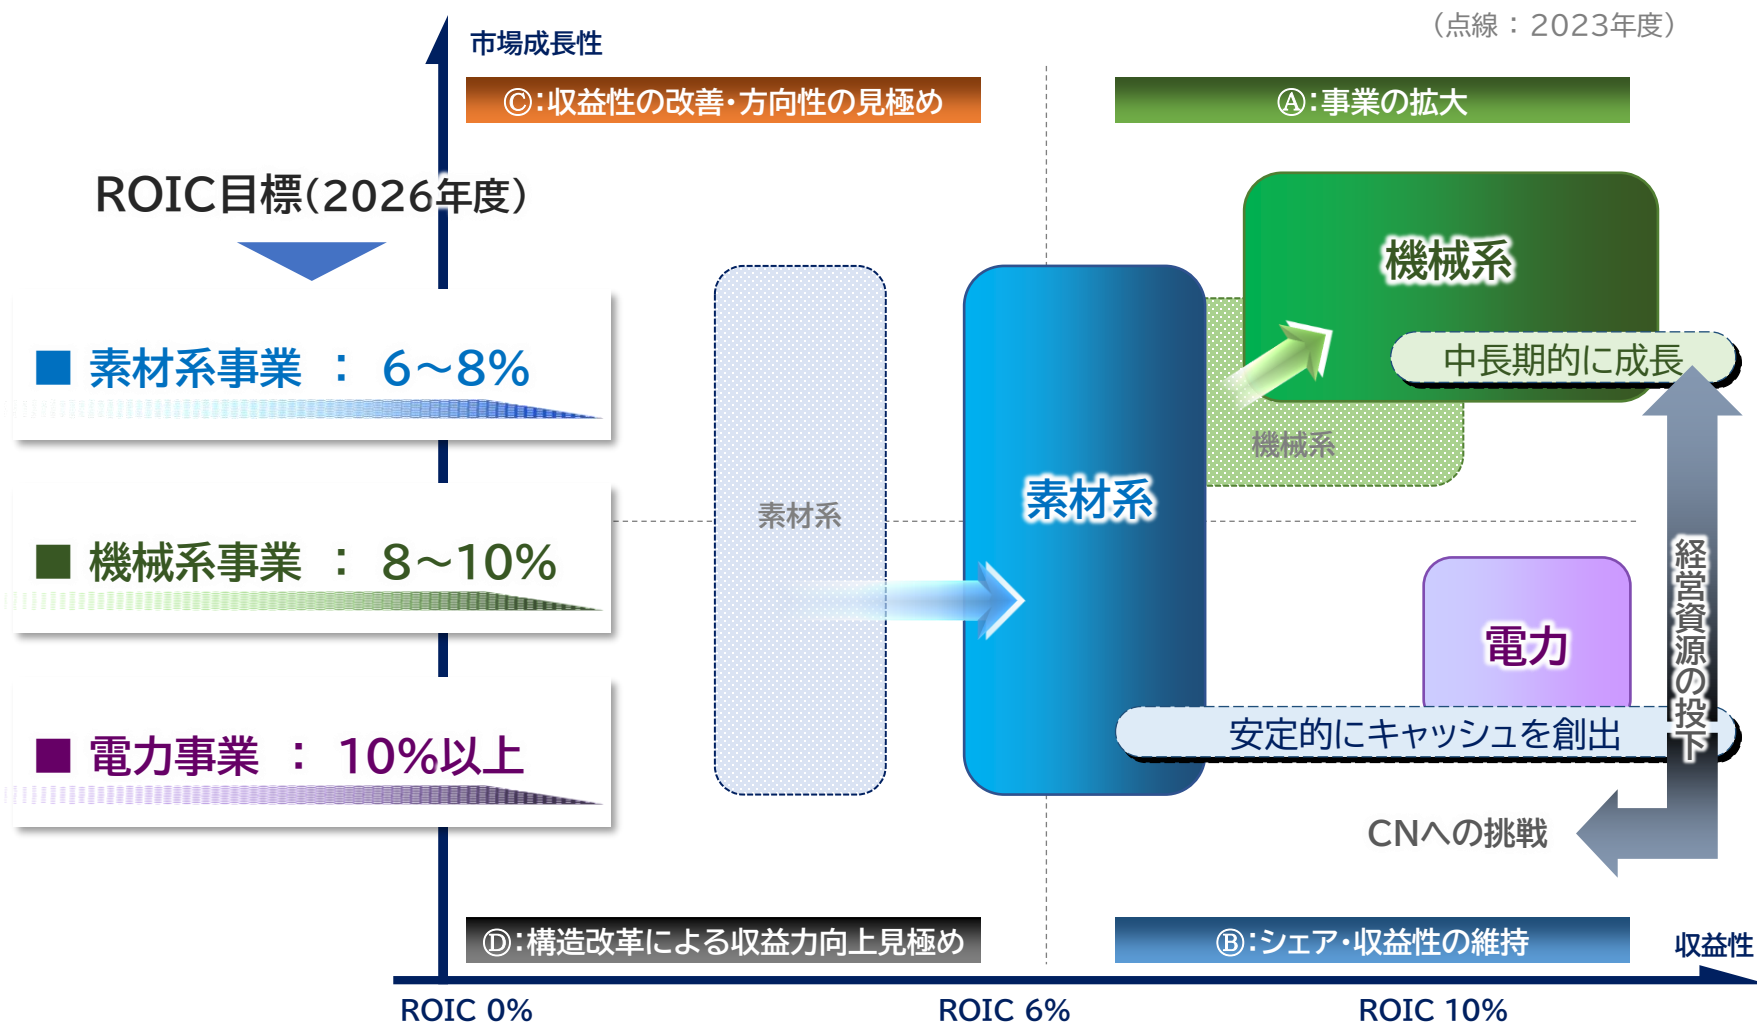 （点線：2023年度）
市場成長性
Ⓒ：収益性の改善・方向性の見極め
Ⓐ：事業の拡大
ROIC目標（2026年度）
■ 素材系事業 ： 6～8%
■ 機械系事業 ： 8～10%
■ 電力事業 ： 10%以上
機械系
中長期的に成長
機械系
素材系
素材系
電力
安定的にキャッシュを創出
経営資源の投下
CNへの挑戦
Ⓓ：構造改革による収益力向上見極め
Ⓑ：シェア・収益性の維持
収益性
ROIC 0%
ROIC 6%
ROIC 10%